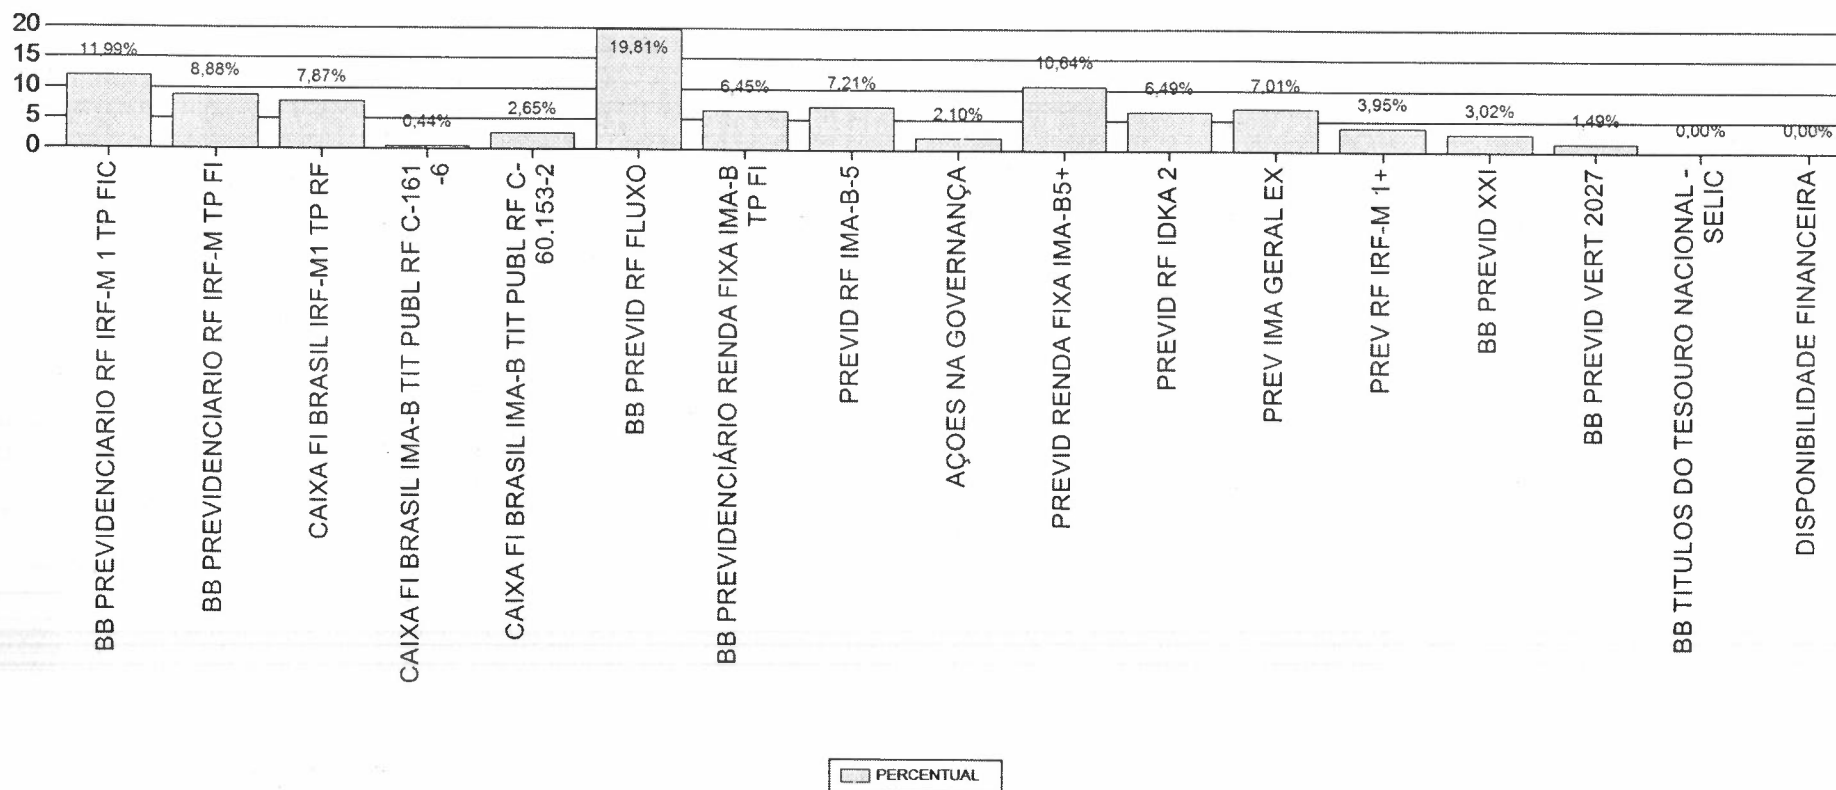 20
15
10
5
0
11,99%
8,88%
7,87%
0,44%
2,65%
19,81%
6,45%
7,21%
2,10%
10,64%
6,49%
7,01%
3,95%
3,02%
1,49%
0,00%
0,00%
BB PREVIDENCIARIO RF IRF-M 1 TP FIC
BB PREVIDENCIARIO RF IRF-M TP FI
CAIXA FI BRASIL IRF-M1 TP RF
CAIXA FI BRASIL IMA-B TIT PUBL RF C-161
-6
CAIXA FI BRASIL IMA-B TIT PUBL RF C-
60.153-2
BB PREVID RF FLUXO
BB PREVIDENCIÁRIO RENDA FIXA IMA-B
TP FI
PREVID RF IMA-B-5
AÇOES NA GOVERNANÇA
PREVID RENDA FIXA IMA-B5+
PREVID RF IDKA 2
PREV IMA GERAL EX
PREV RF IRF-M 1+
BB PREVID XXI
BB PREVID VERT 2027
BB TITULOS DO TESOURO NACIONAL -
SELIC
DISPONIBILIDADE FINANCEIRA
PERCENTUAL